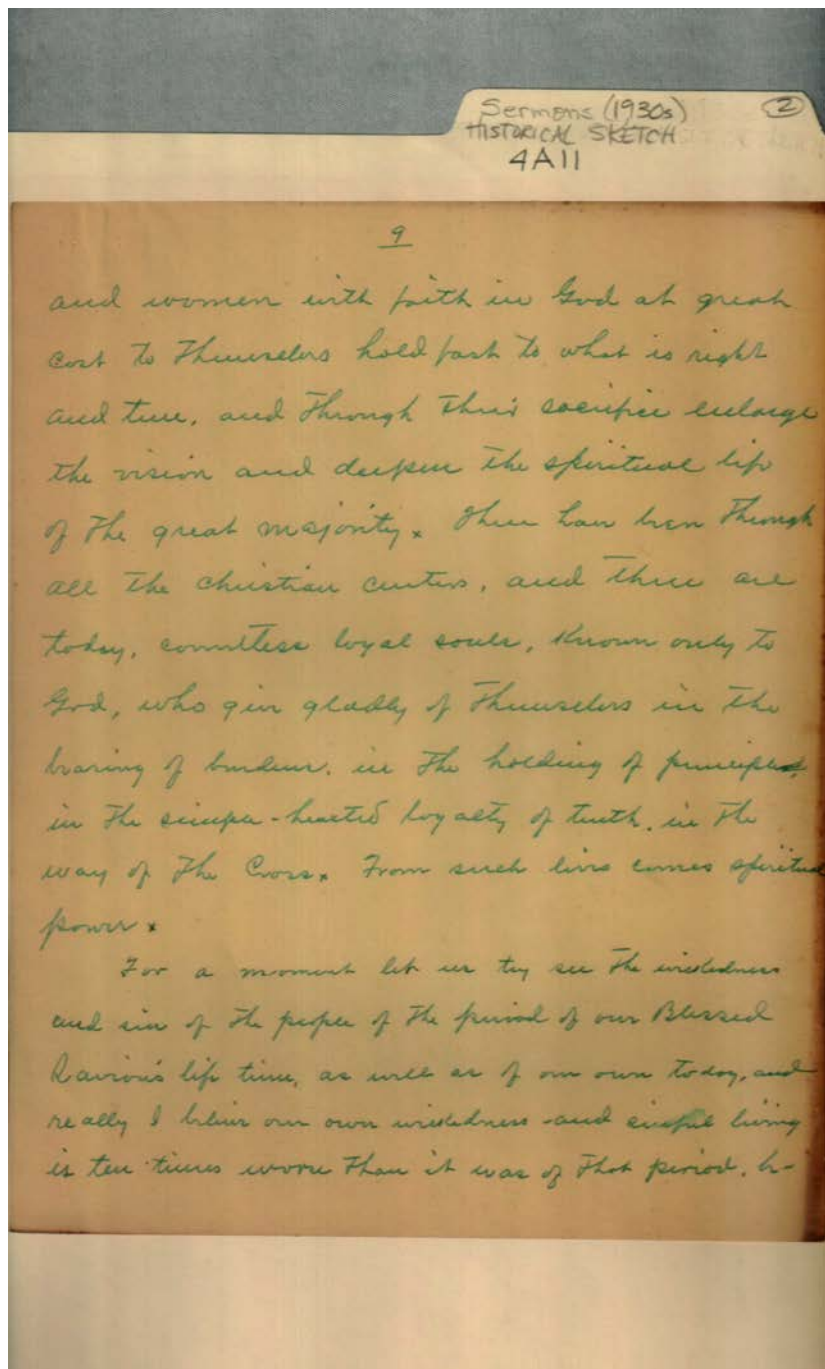 Sermons (1930s) 2
HISTORICAL SKETCH
4A11
9
and women with faith in God at great
cost to Themselves hold fast to what is right
and true, and through their sacrifice enlarge
the vision and deepen the spiritual life
of the great majority. There have been through
all the Christian centuries, and there are
today, countless loyal souls, known only to
God, who give gladly of Themselves in the
bearing of burdens, in the holding of principles,
in the simple-hearted loyalty of truth, in the
way of the Cross. From such lives comes spiritual
power.
For a moment let us try see the wickedness
and sin of the people of the period of our Blessed
Saviour's life time, as well as of our own today, and
really I believe our own wickedness and sinful living
is ten times worse than it was of that period. be-